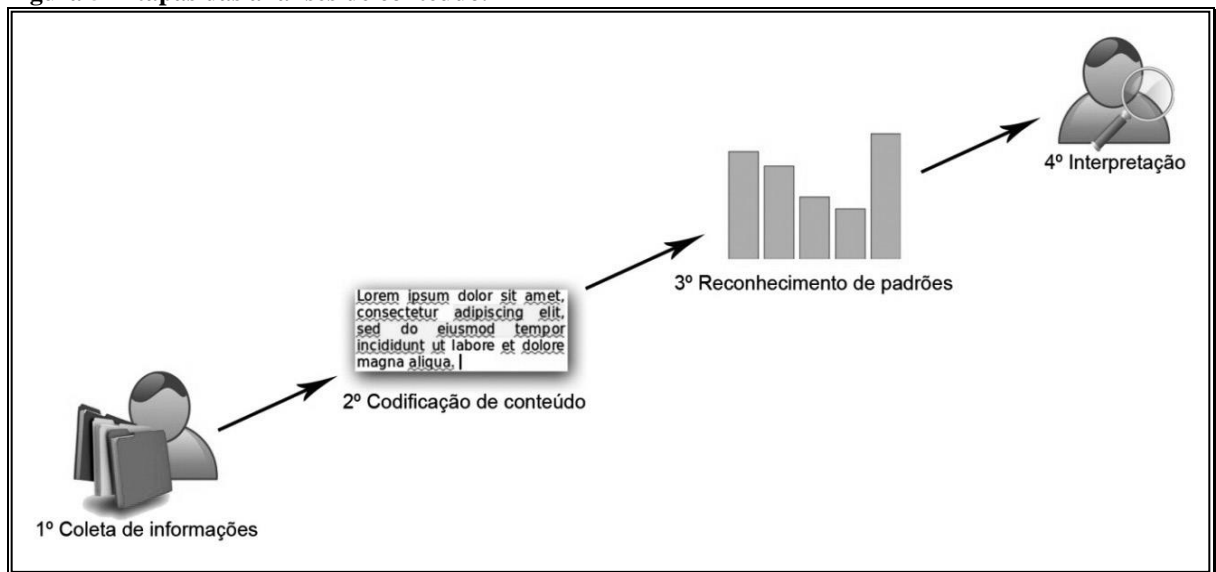 1º Coleta de informações
Lorem ipsum dolor sit amet,
consectetur adipiscing elit,
sed do eiusmod tempor
incididunt ut labore et dolore
magna aliqua.
2º Codificação de conteúdo
3º Reconhecimento de padrões
4º Interpretação